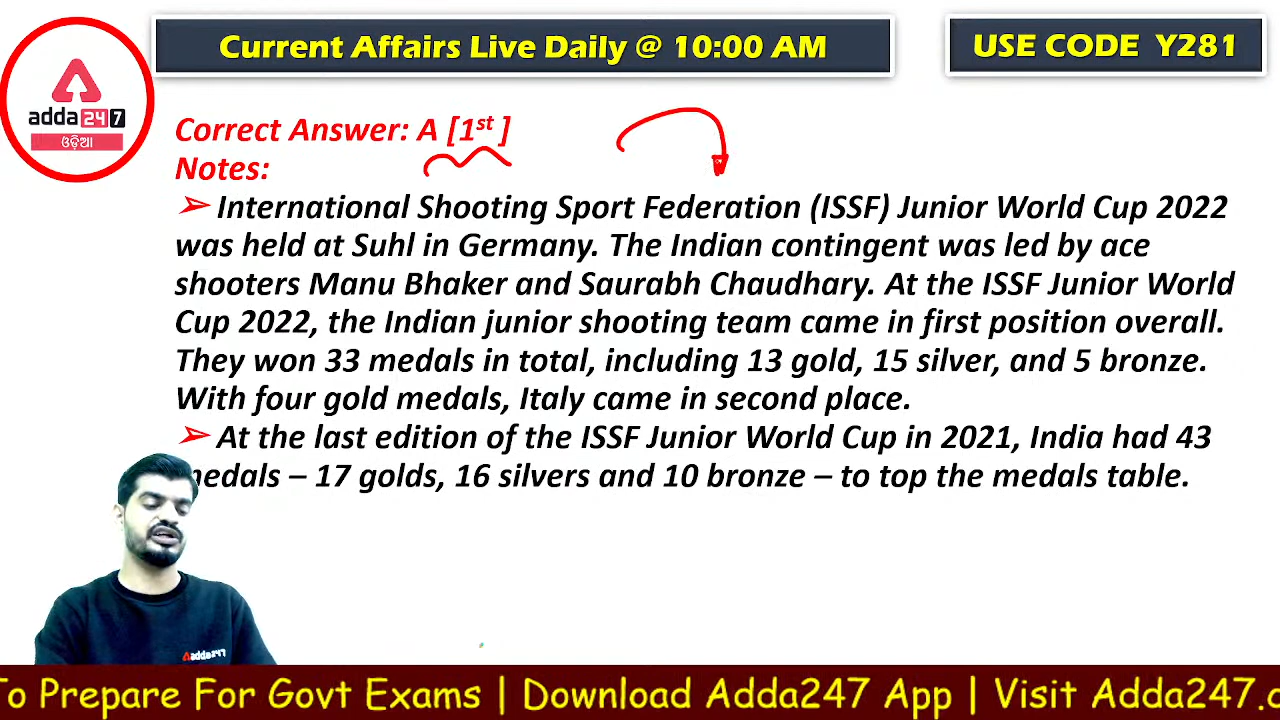 Current Affairs Live Daily @ 10:00 AM
USE CODE Y281
adda247
ଓଡ଼ିଆ
Correct Answer: A [1st ]
Notes:
➢ International Shooting Sport Federation (ISSF) Junior World Cup 2022
was held at Suhl in Germany. The Indian contingent was led by ace
shooters Manu Bhaker and Saurabh Chaudhary. At the ISSF Junior World
Cup 2022, the Indian junior shooting team came in first position overall.
They won 33 medals in total, including 13 gold, 15 silver, and 5 bronze.
With four gold medals, Italy came in second place.
➢ At the last edition of the ISSF Junior World Cup in 2021, India had 43
medals – 17 golds, 16 silvers and 10 bronze – to top the medals table.
adda247
To Prepare For Govt Exams | Download Adda247 App | Visit Adda247.c